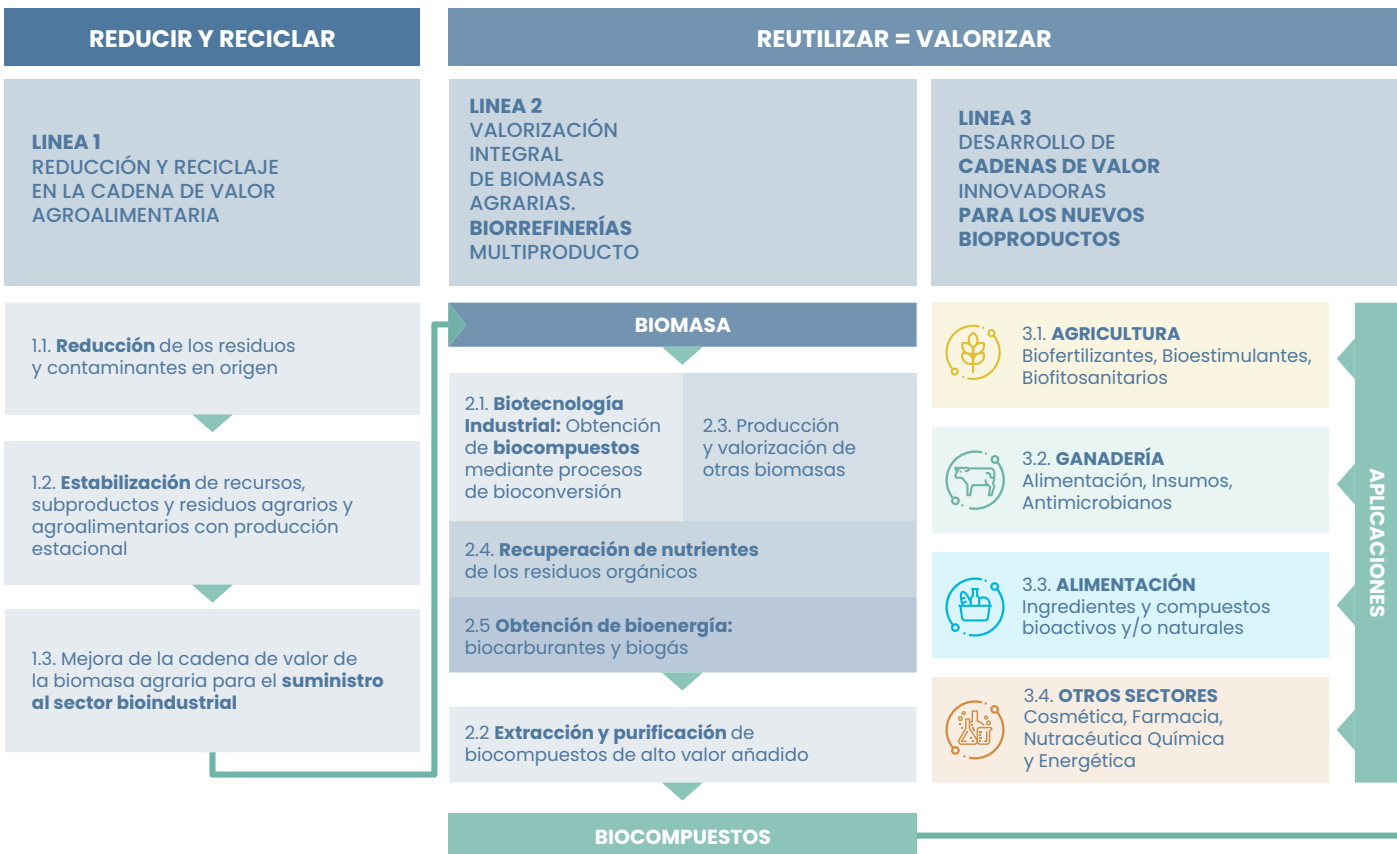 REDUCIR Y RECICLAR
REUTILIZAR = VALORIZAR
LINEA 1
REDUCCIÓN Y RECICLAJE
EN LA CADENA DE VALOR
AGROALIMENTARIA
LINEA 2
VALORIZACIÓN
INTEGRAL
DE BIOMASAS
AGRARIAS.
BIORREFINERÍAS
MULTIPRODUCTO
LINEA 3
DESARROLLO DE
CADENAS DE VALOR
INNOVADORAS
PARA LOS NUEVOS
BIOPRODUCTOS
1.1. Reducción de los residuos
y contaminantes en origen
1.2. Estabilización de recursos,
subproductos y residuos agrarios y
agroalimentarios con producción
estacional
1.3. Mejora de la cadena de valor de
la biomasa agraria para el suministro
al sector bioindustrial
BIOMASA
2.1. Biotecnología
Industrial: Obtención
de biocompuestos
mediante procesos
de bioconversión
2.3. Producción
y valorización de
otras biomasas
2.4. Recuperación de nutrientes
de los residuos orgánicos
2.5 Obtención de bioenergía:
biocarburantes y biogás
2.2 Extracción y purificación de
biocompuestos de alto valor añadido
BIOCOMPUESTOS
3.1. AGRICULTURA
Biofertilizantes, Bioestimulantes,
Biofitosanitarios
3.2. GANADERÍA
Alimentación, Insumos,
Antimicrobianos
3.3. ALIMENTACIÓN
Ingredientes y compuestos
bioactivos y/o naturales
3.4. OTROS SECTORES
Cosmética, Farmacia,
Nutracéutica Química
y Energética
APLICACIONES